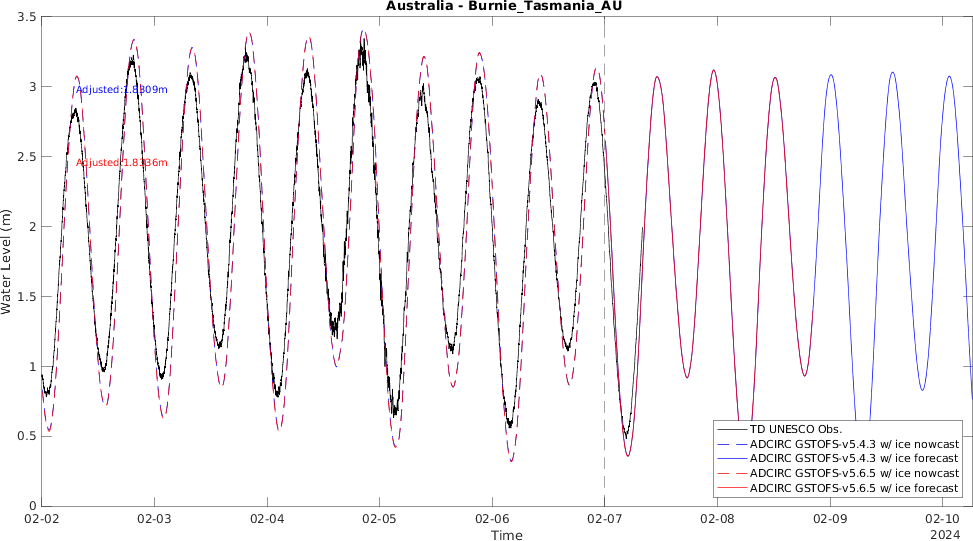 Australia - Burnie_Tasmania_AU
3.5
3
2.5
2
1.5
1
0.5
0
Water Level (m)
Adjusted:1.8309m
Adjusted:1.8336m
TD UNESCO Obs.
ADCIRC GSTOFS-v5.4.3 w/ ice nowcast
ADCIRC GSTOFS-v5.4.3 w/ ice forecast
ADCIRC GSTOFS-v5.6.5 w/ ice nowcast
ADCIRC GSTOFS-v5.6.5 w/ ice forecast
02-02 02-03 02-04 02-05 02-06 02-07 02-08 02-09 02-10
Time
2024